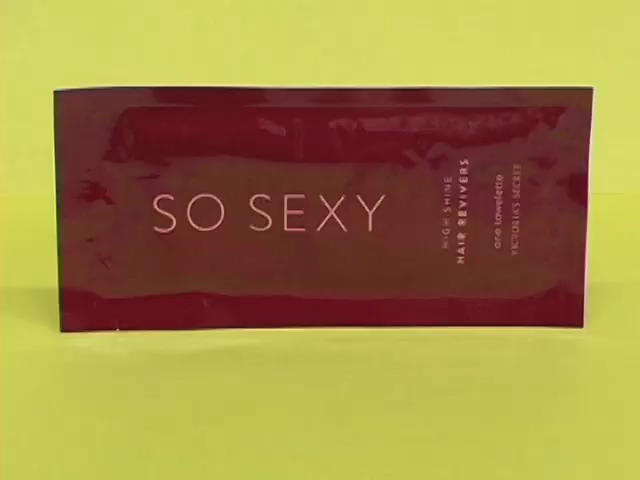 SO SEXY
HIGH SHINE
HAIR REVIVERS
one towelette
VICTORIA'S SECRET